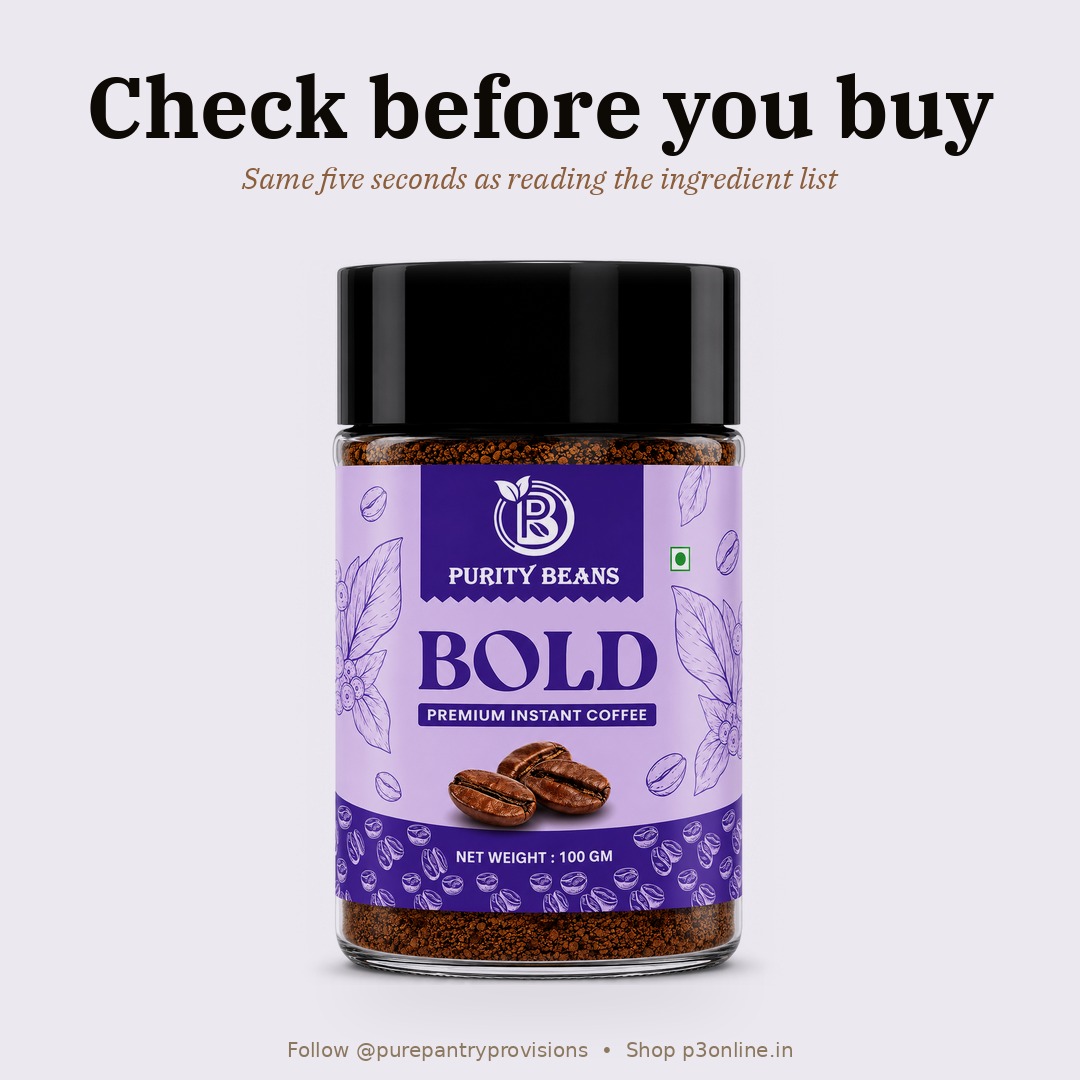 Check before you buy
Same five seconds as reading the ingredient list
PURITY BEANS
BOLD
PREMIUM INSTANT COFFEE
NET WEIGHT : 100 GM
Follow @purepantryprovisions • Shop p3online.in